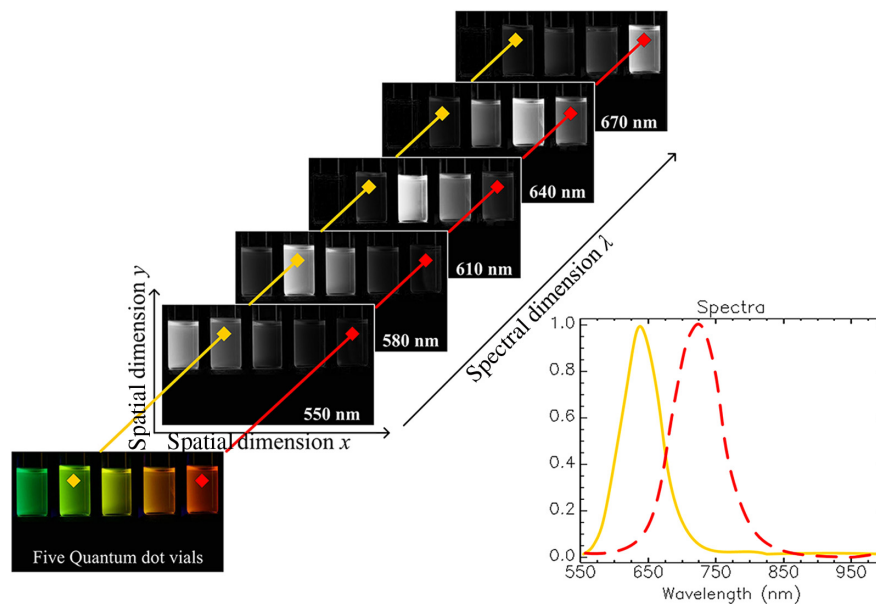 670 nm
640 nm
610 nm
580 nm
550 nm
Spatial dimension y
Spatial dimension x
Spectral dimension λ
Five Quantum dot vials
Spectra
1.0
0.8
0.6
0.4
0.2
0.0
550 650 750 850 950
Wavelength (nm)